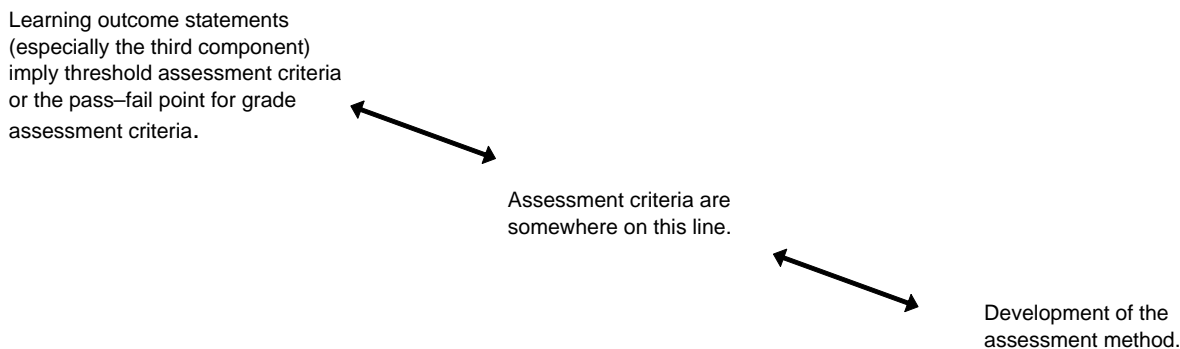 Learning outcome statements
(especially the third component)
imply threshold assessment criteria
or the pass–fail point for grade
assessment criteria.
Assessment criteria are
somewhere on this line.
Development of the
assessment method.